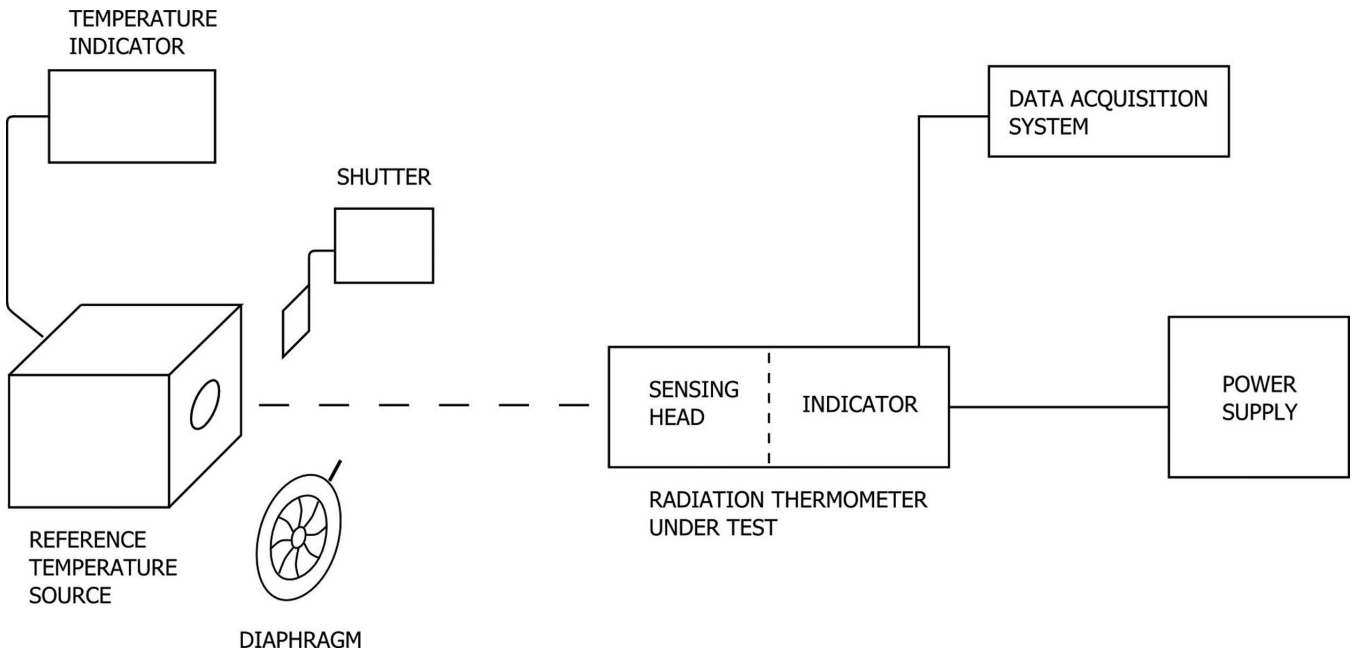 TEMPERATURE
INDICATOR
DATA ACQUISITION
SYSTEM
SHUTTER
SENSING
HEAD
INDICATOR
POWER
SUPPLY
RADIATION THERMOMETER
UNDER TEST
REFERENCE
TEMPERATURE
SOURCE
DIAPHRAGM